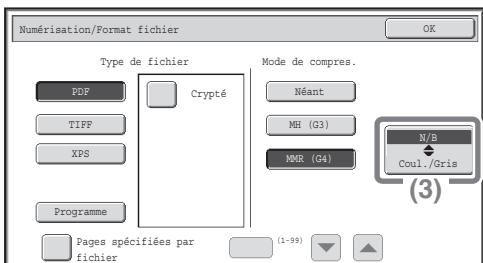 Numérisation/Format fichier
OK
Type de fichier
Mode de compres.
PDF
Crypté
Néant
TIFF
MH (G3)
N/B
XPS
MMR (G4)
Coul./Gris
(3)
Programme
Pages spécifiées par
fichier
(1-99)